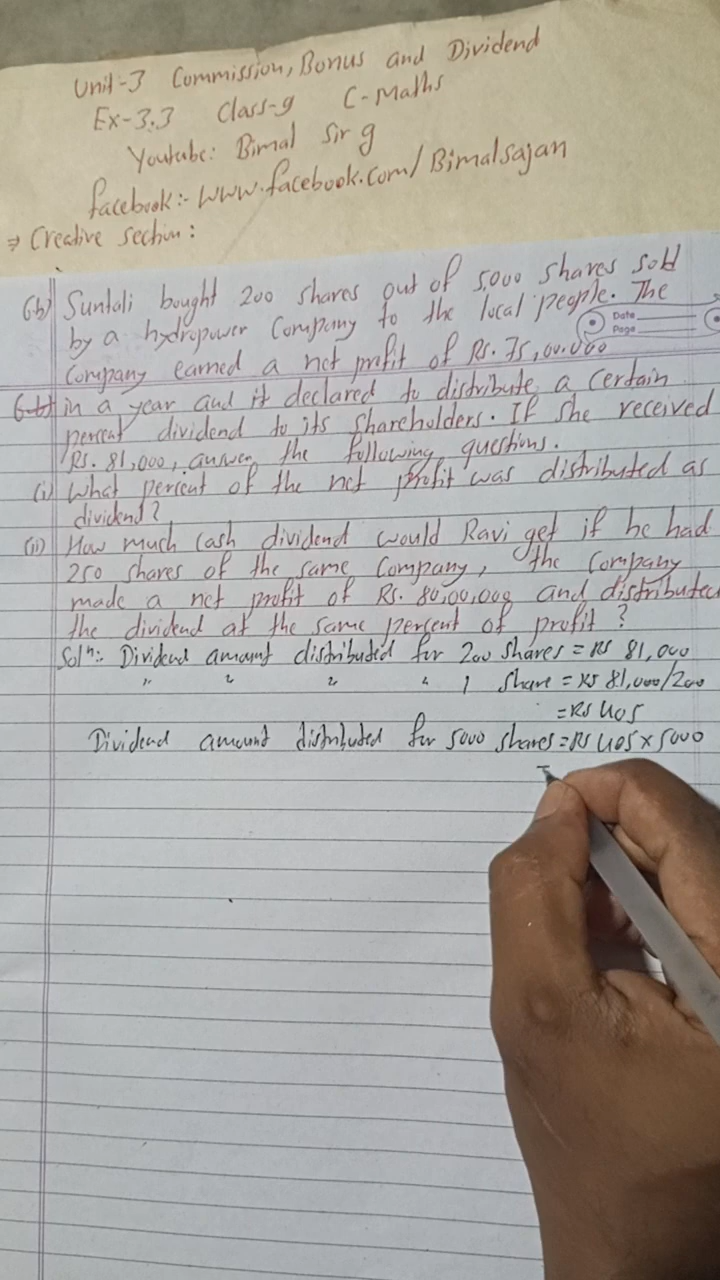 Unit-3 Commission, Bonus and Dividend
Ex-3.3 Class-9 C-Maths
Youtube: Bimal Sir g
facebook:- www.facebook.com/Bimalsajan
⇒ Creative section:
6b) Suntali bought 200 shares out of 5,000 shares sold
by a hydropower Company to the local people. The
Date
Page
Company earned a net profit of Rs. 75,00,000
6b) in a year and it declared to distribute a certain
percent dividend to its shareholders. If she received
Rs. 81,000, answer the following questions.
(i) What percent of the net profit was distributed as
dividend?
(ii) How much cash dividend would Ravi get if he had
250 shares of the same Company, the Company
made a net profit of Rs. 80,00,000 and distributed
the dividend at the same percent of profit?
Solⁿ: Dividend amount distributed for 200 shares = Rs 81,000
" " " " 1 share = Rs 81,000/200
= Rs 405
Dividend amount distributed for 5000 shares = Rs 405 × 5000